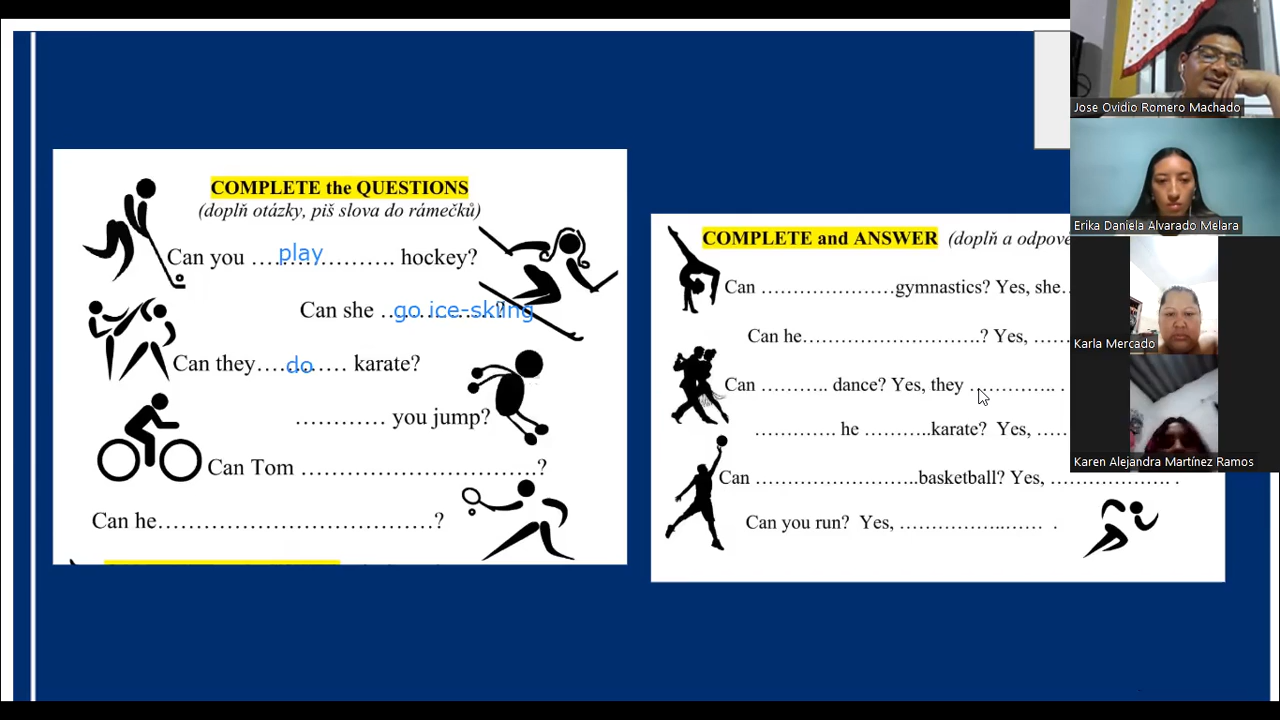 COMPLETE the QUESTIONS
(doplň otázky, piš slova do rámečků)
Can you …play……………. hockey?
Can she …go ice-skiing…?
Can they…do…… karate?
………… you jump?
Can Tom ……………………………….?
Can he……………………………….?
COMPLETE and ANSWER (doplň a odpově
Can …………………gymnastics? Yes, she..
Can he……………………….? Yes, ……
Can ……….. dance? Yes, they ………….. .
…………. he ………..karate? Yes, ……
Can …………………….basketball? Yes, ………………. .
Can you run? Yes, ……………..…… .
Jose Ovidio Romero Machado
Erika Daniela Alvarado Melara
Karla Mercado
Karen Alejandra Martínez Ramos